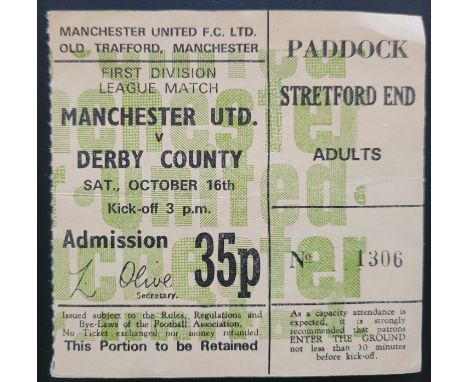 MANCHESTER UNITED F.C. LTD.
OLD TRAFFORD, MANCHESTER
FIRST DIVISION
LEAGUE MATCH
MANCHESTER UTD.
v
DERBY COUNTY
SAT., OCTOBER 16th
Kick-off 3 p.m.
Admission 35p
L. Olive
Secretary.
Issued subject to the Rules, Regulations and
Bye-Laws of the Football Association.
No Ticket exchanged nor money refunded.
This Portion to be Retained
PADDOCK
STRETFORD END
ADULTS
No 1306
As a capacity attendance is
expected, it is strongly
recommended that patrons
ENTER THE GROUND
not less than 30 minutes
before kick-off.